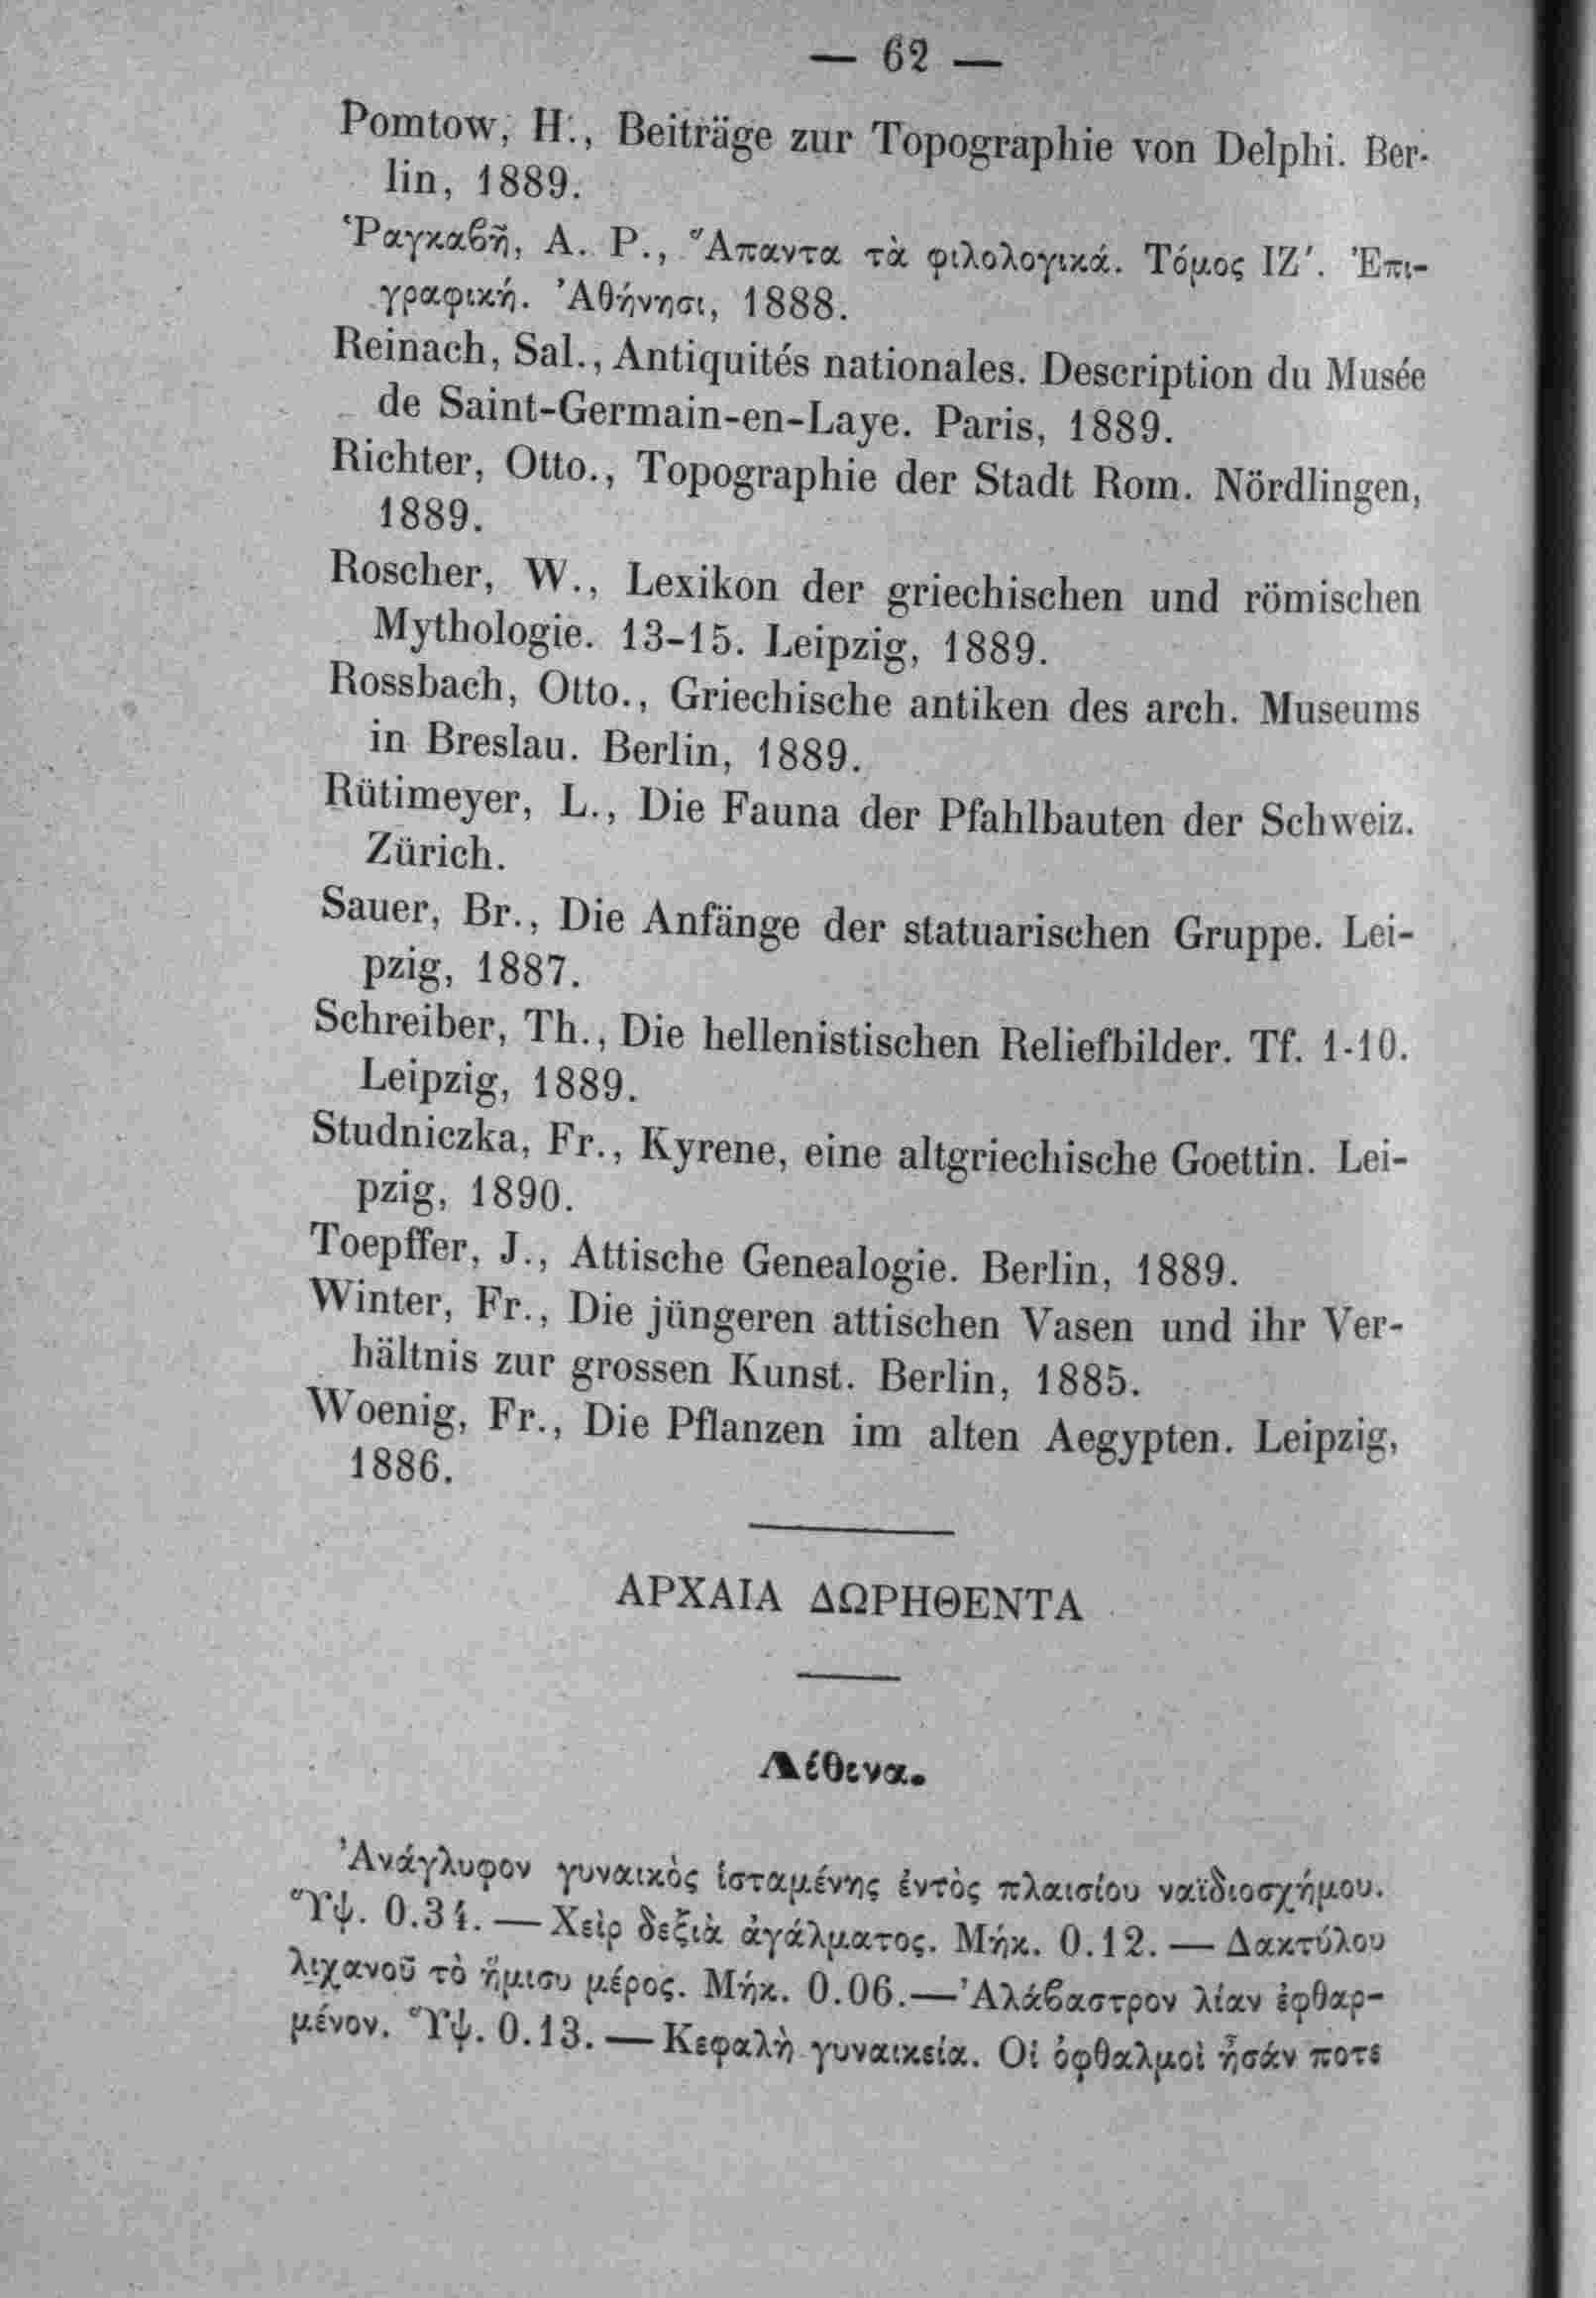 — 62 —
Pomtow, H., Beiträge zur Topographie von Delphi. Ber-
lin, 1889.
Ῥαγκαβῆ, Α. Ρ., Ἅπαντα τὰ φιλολογικά. Τόμος ΙΖ΄. Ἐπι-
γραφική. Ἀθήνησι, 1888.
Reinach, Sal., Antiquités nationales. Description du Musée
de Saint-Germain-en-Laye. Paris, 1889.
Richter, Otto., Topographie der Stadt Rom. Nördlingen,
1889.
Roscher, W., Lexikon der griechischen und römischen
Mythologie. 13-15. Leipzig, 1889.
Rossbach, Otto., Griechische antiken des arch. Museums
in Breslau. Berlin, 1889.
Rütimeyer, L., Die Fauna der Pfahlbauten der Schweiz.
Zürich.
Sauer, Br., Die Anfänge der statuarischen Gruppe. Lei-
pzig, 1887.
Schreiber, Th., Die hellenistischen Reliefbilder. Tf. 1-10.
Leipzig, 1889.
Studniczka, Fr., Kyrene, eine altgriechische Goettin. Lei-
pzig, 1890.
Toepffer, J., Attische Genealogie. Berlin, 1889.
Winter, Fr., Die jüngeren attischen Vasen und ihr Ver-
hältnis zur grossen Kunst. Berlin, 1885.
Woenig, Fr., Die Pflanzen im alten Aegypten. Leipzig,
1886.
ΑΡΧΑΙΑ ΔΩΡΗΘΕΝΤΑ
Λίθινα.
Ἀνάγλυφον γυναικὸς ἱσταμένης ἐντὸς πλαισίου ναϊδιοσχήμου.
Ὕψ. 0.34. — Χεὶρ δεξιὰ ἀγάλματος. Μήκ. 0.12. — Δακτύλου
λιχανοῦ τὸ ἥμισυ μέρος. Μήκ. 0.06. — Ἀλάβαστρον λίαν ἐφθαρ-
μένον. Ὕψ. 0.13. — Κεφαλὴ γυναικεία. Οἱ ὀφθαλμοὶ ἦσάν ποτε